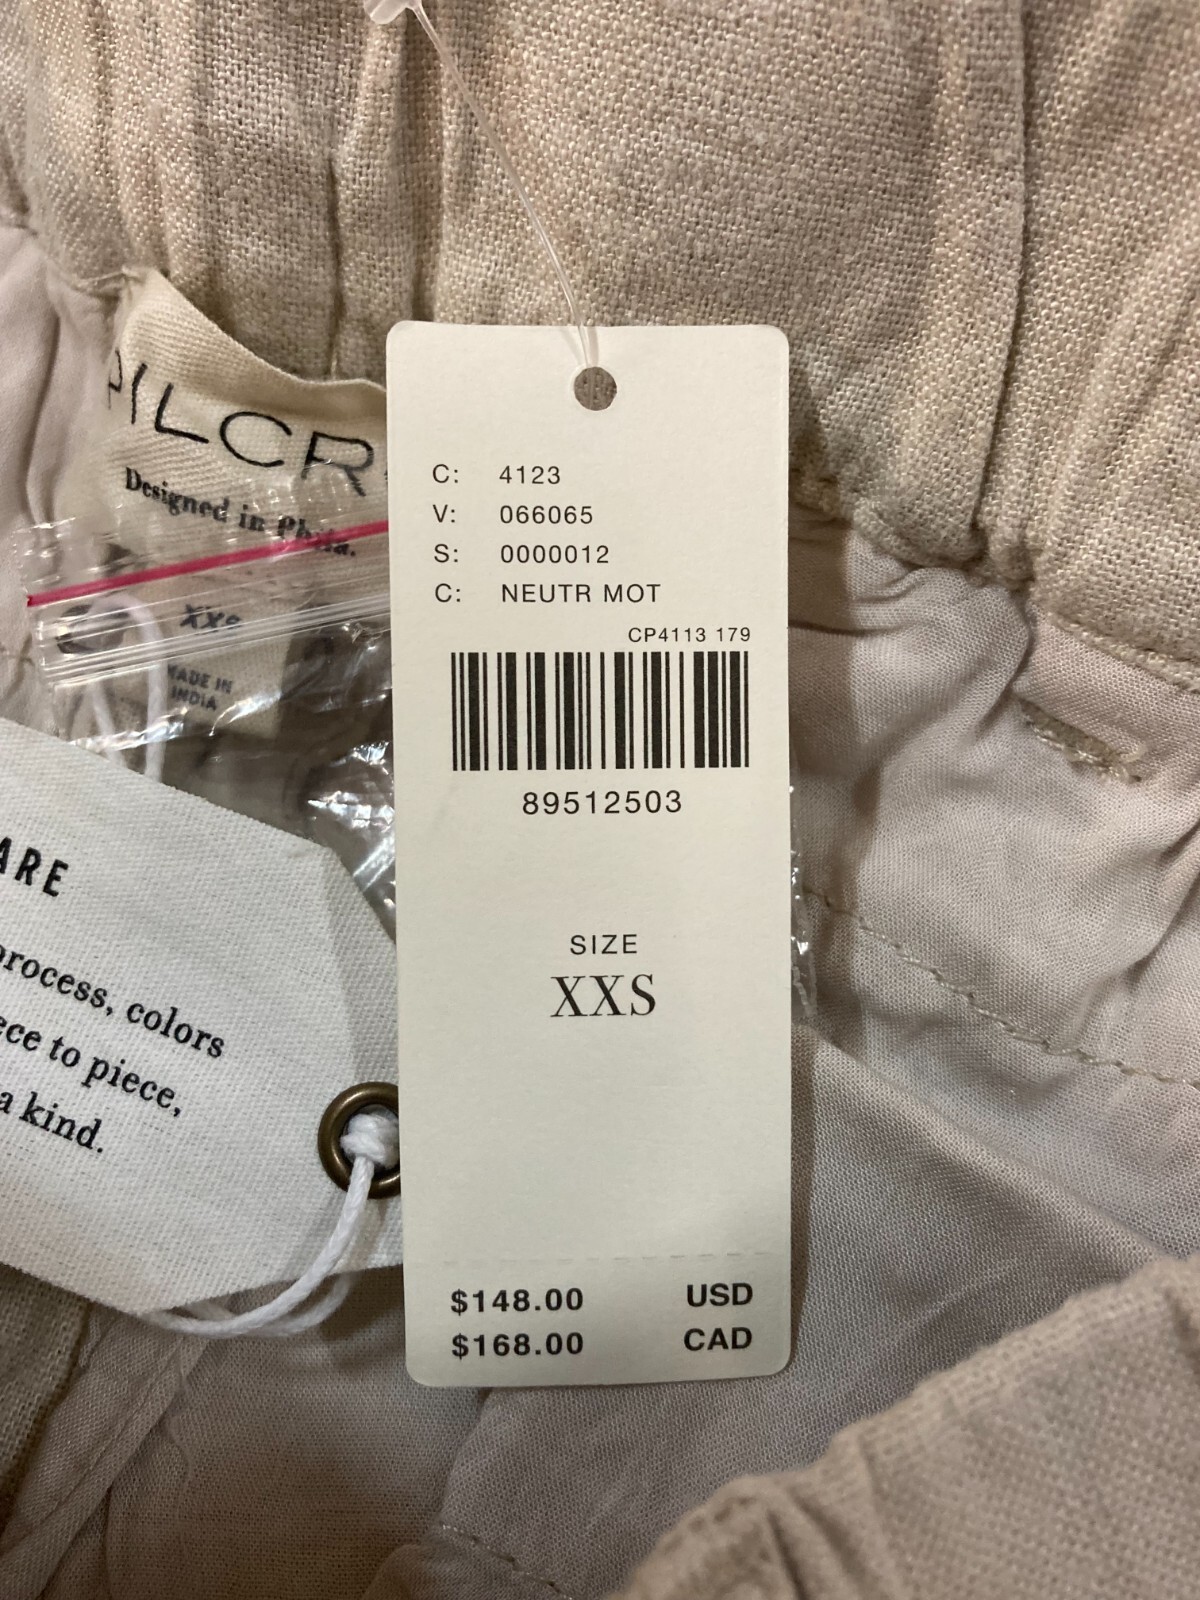 PILCR
Designed in Phila.
XXS
MADE IN
INDIA
ARE
process, colors
piece to piece,
a kind.
C: 4123
V: 066065
S: 0000012
C: NEUTR MOT
CP4113 179
89512503
SIZE
XXS
$148.00 USD
$168.00 CAD